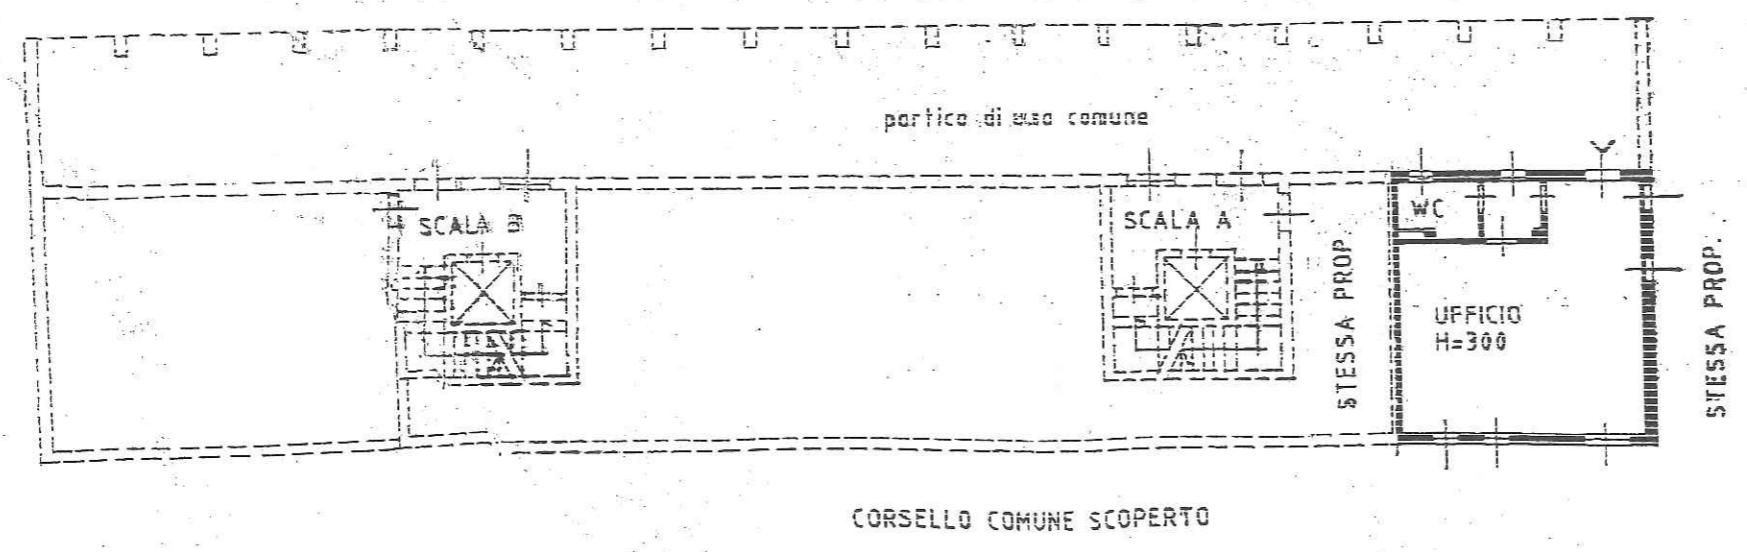 portico di uso comune
SCALA B
SCALA A
WC
STESSA PROP.
UFFICIO
H=300
STESSA PROP.
CORSELLO COMUNE SCOPERTO